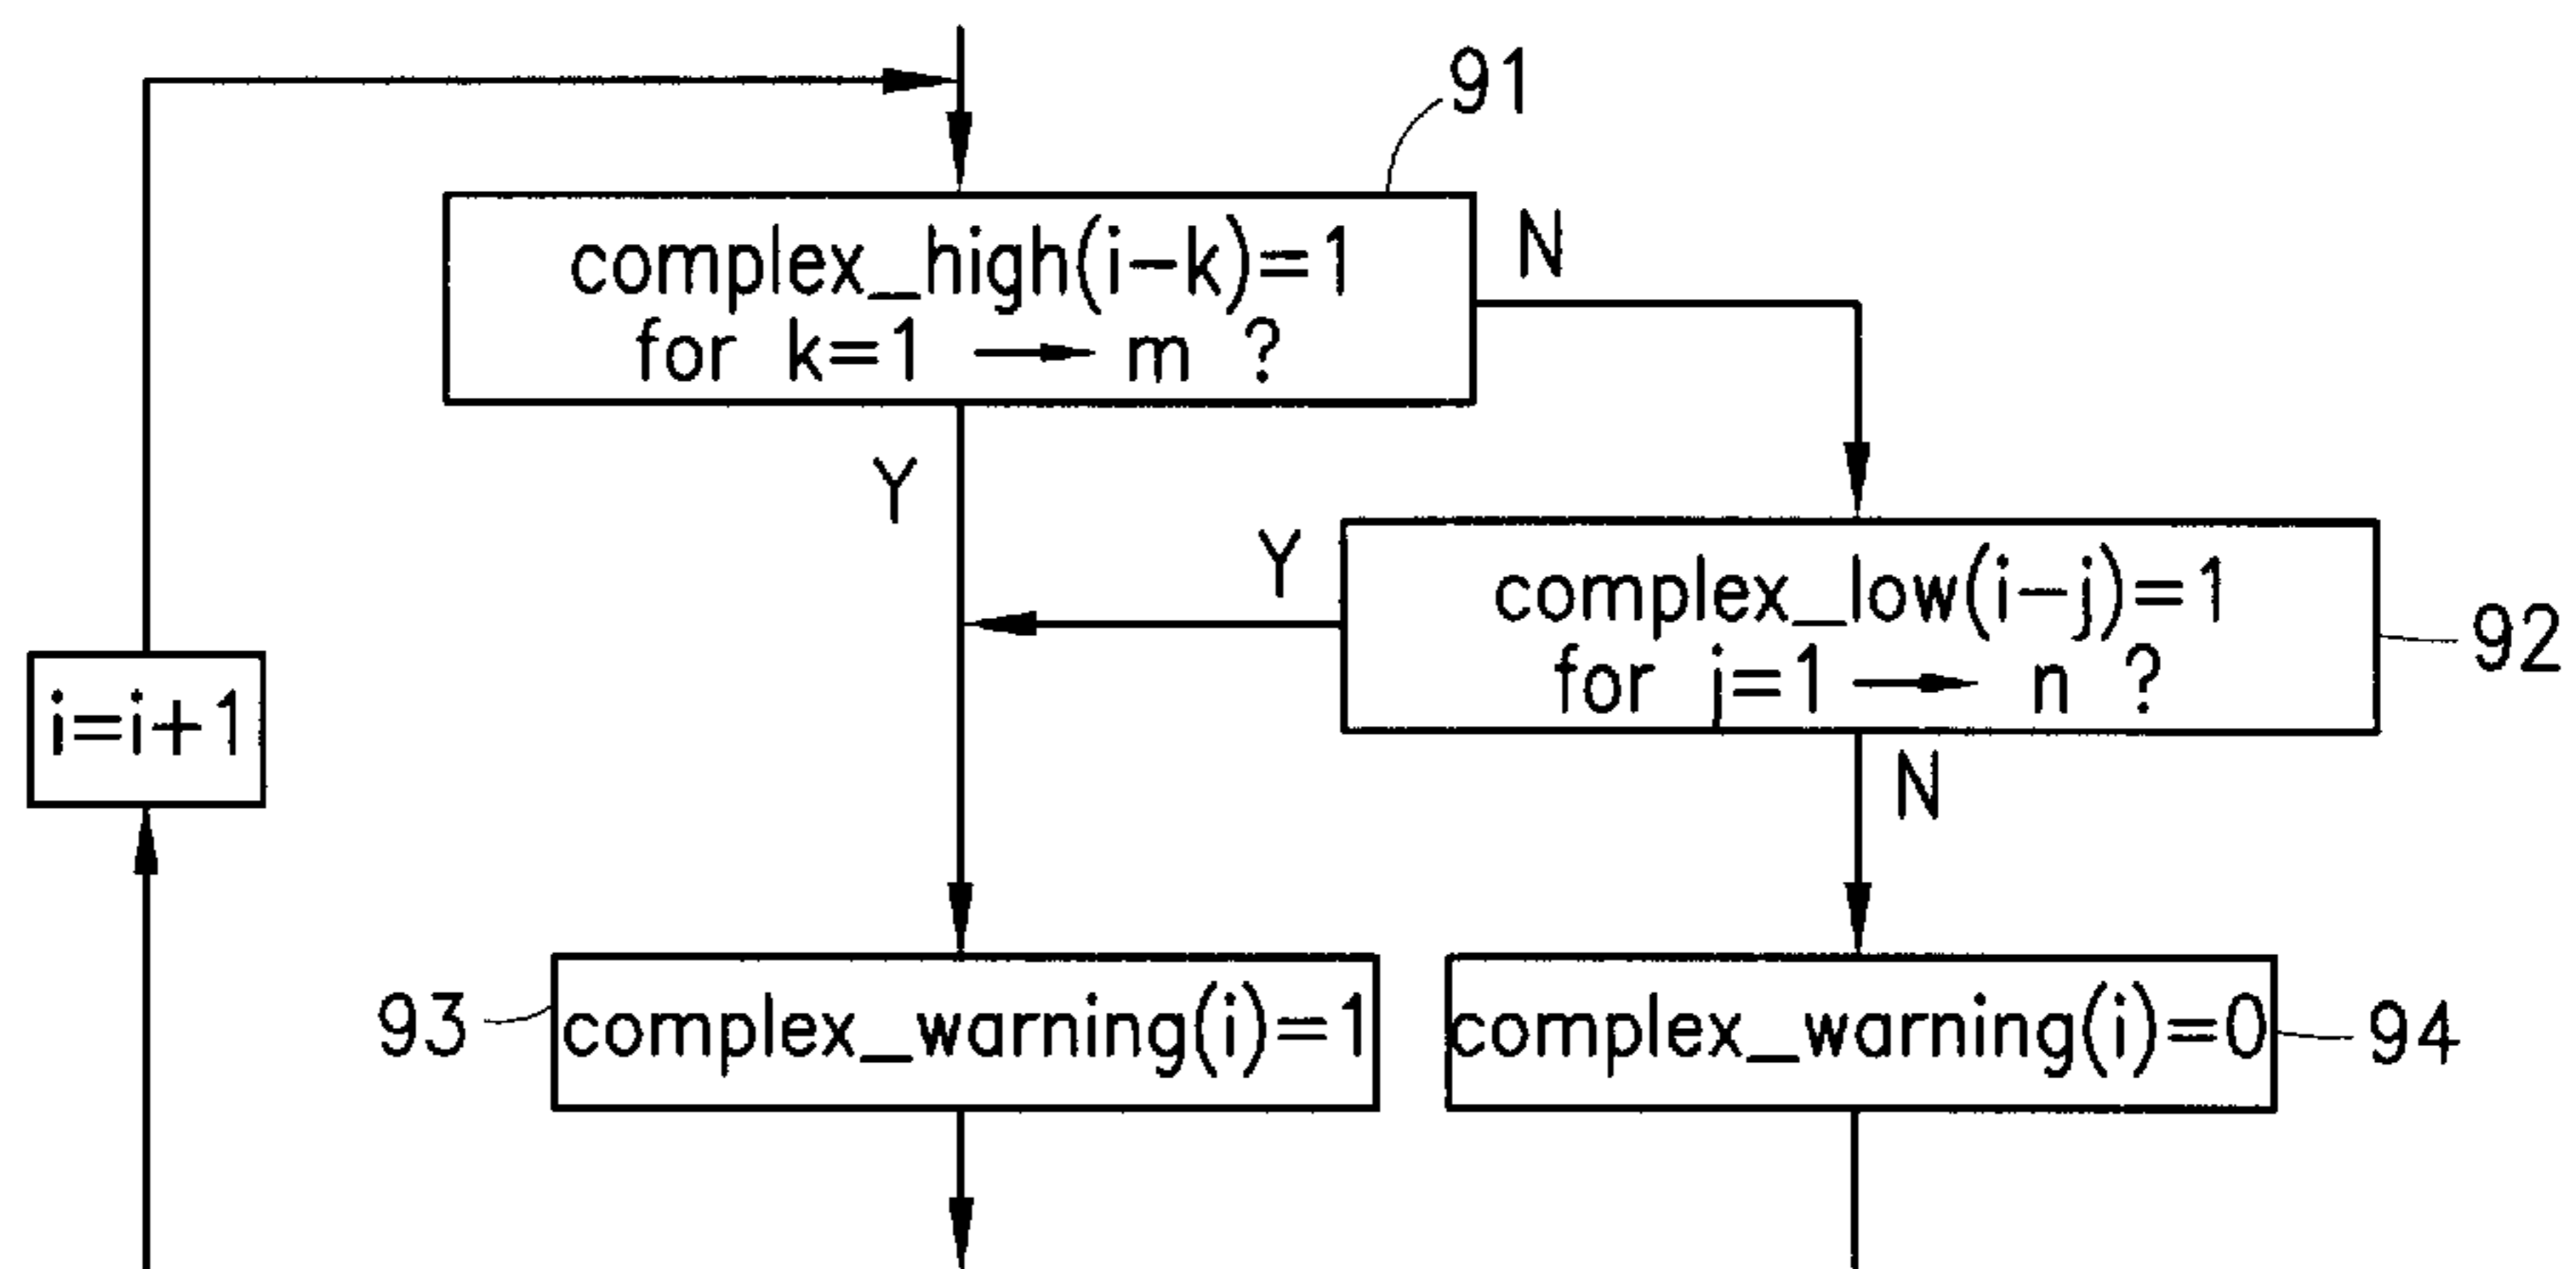 91
complex_high(i-k)=1
for k=1 → m ?
N
Y
Y
complex_low(i-j)=1
for j=1 → n ?
92
i=i+1
N
93
complex_warning(i)=1
complex_warning(i)=0
94